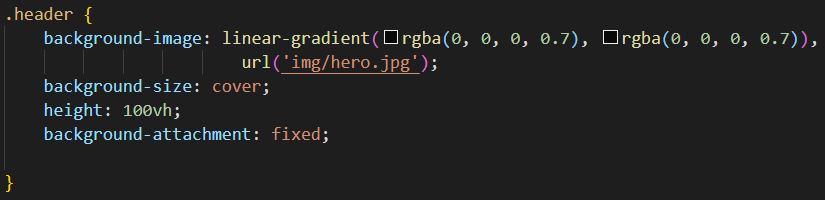 .header {
background-image: linear-gradient(rgba(0, 0, 0, 0.7), rgba(0, 0, 0, 0.7)),
url('img/hero.jpg');
background-size: cover;
height: 100vh;
background-attachment: fixed;
}